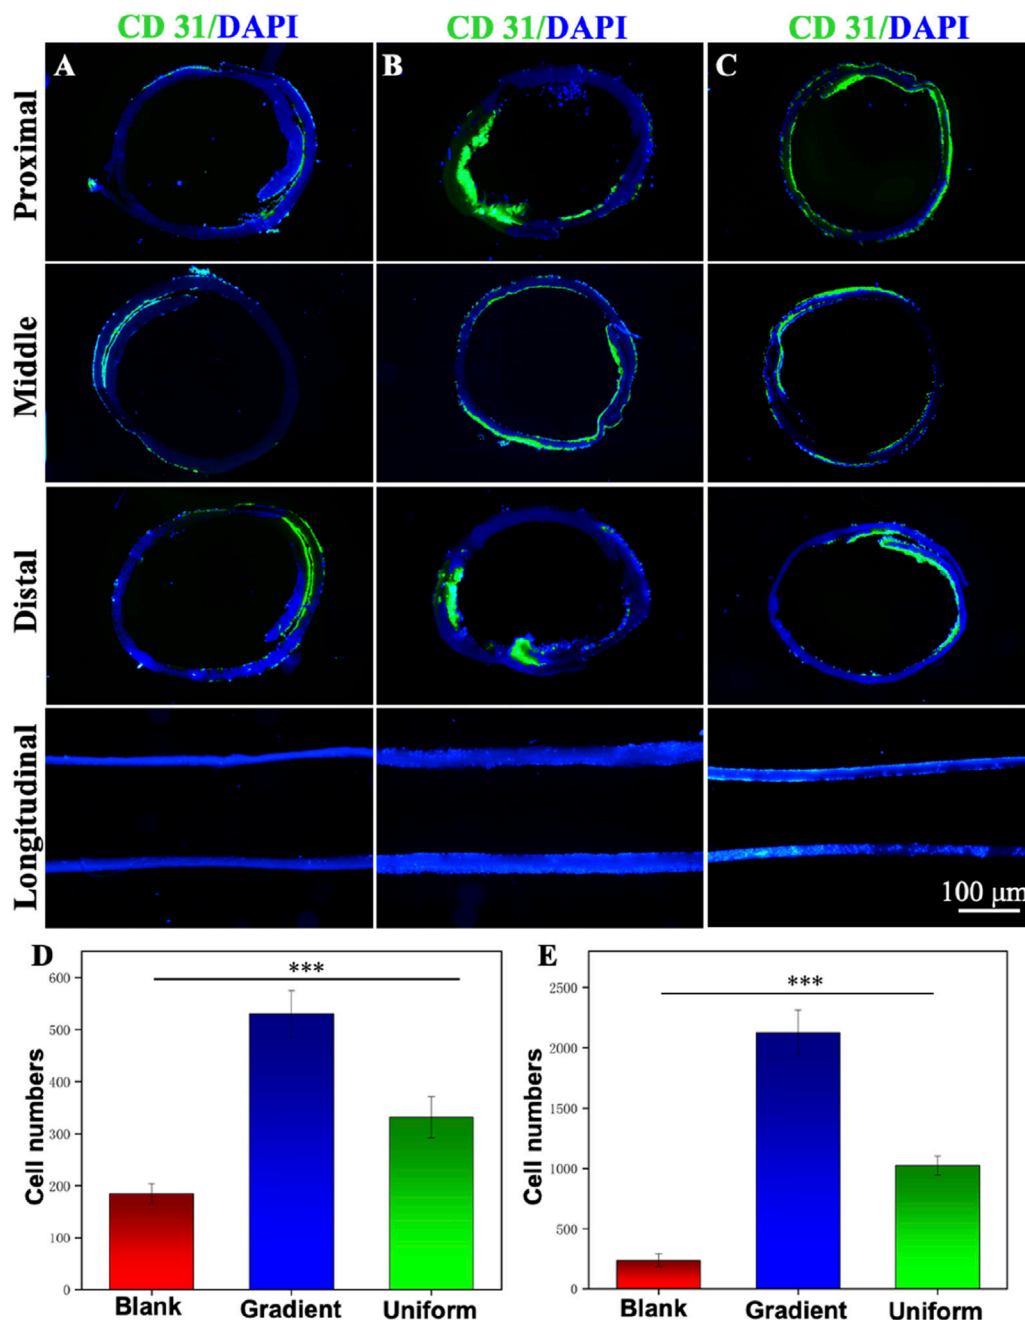 CD 31/DAPI CD 31/DAPI CD 31/DAPI
A B C
Proximal
Middle
Distal
Longitudinal
100 μm
D
***
Cell numbers
600
500
400
300
200
100
0
Blank Gradient Uniform
E
***
Cell numbers
2500
2000
1500
1000
500
0
Blank Gradient Uniform